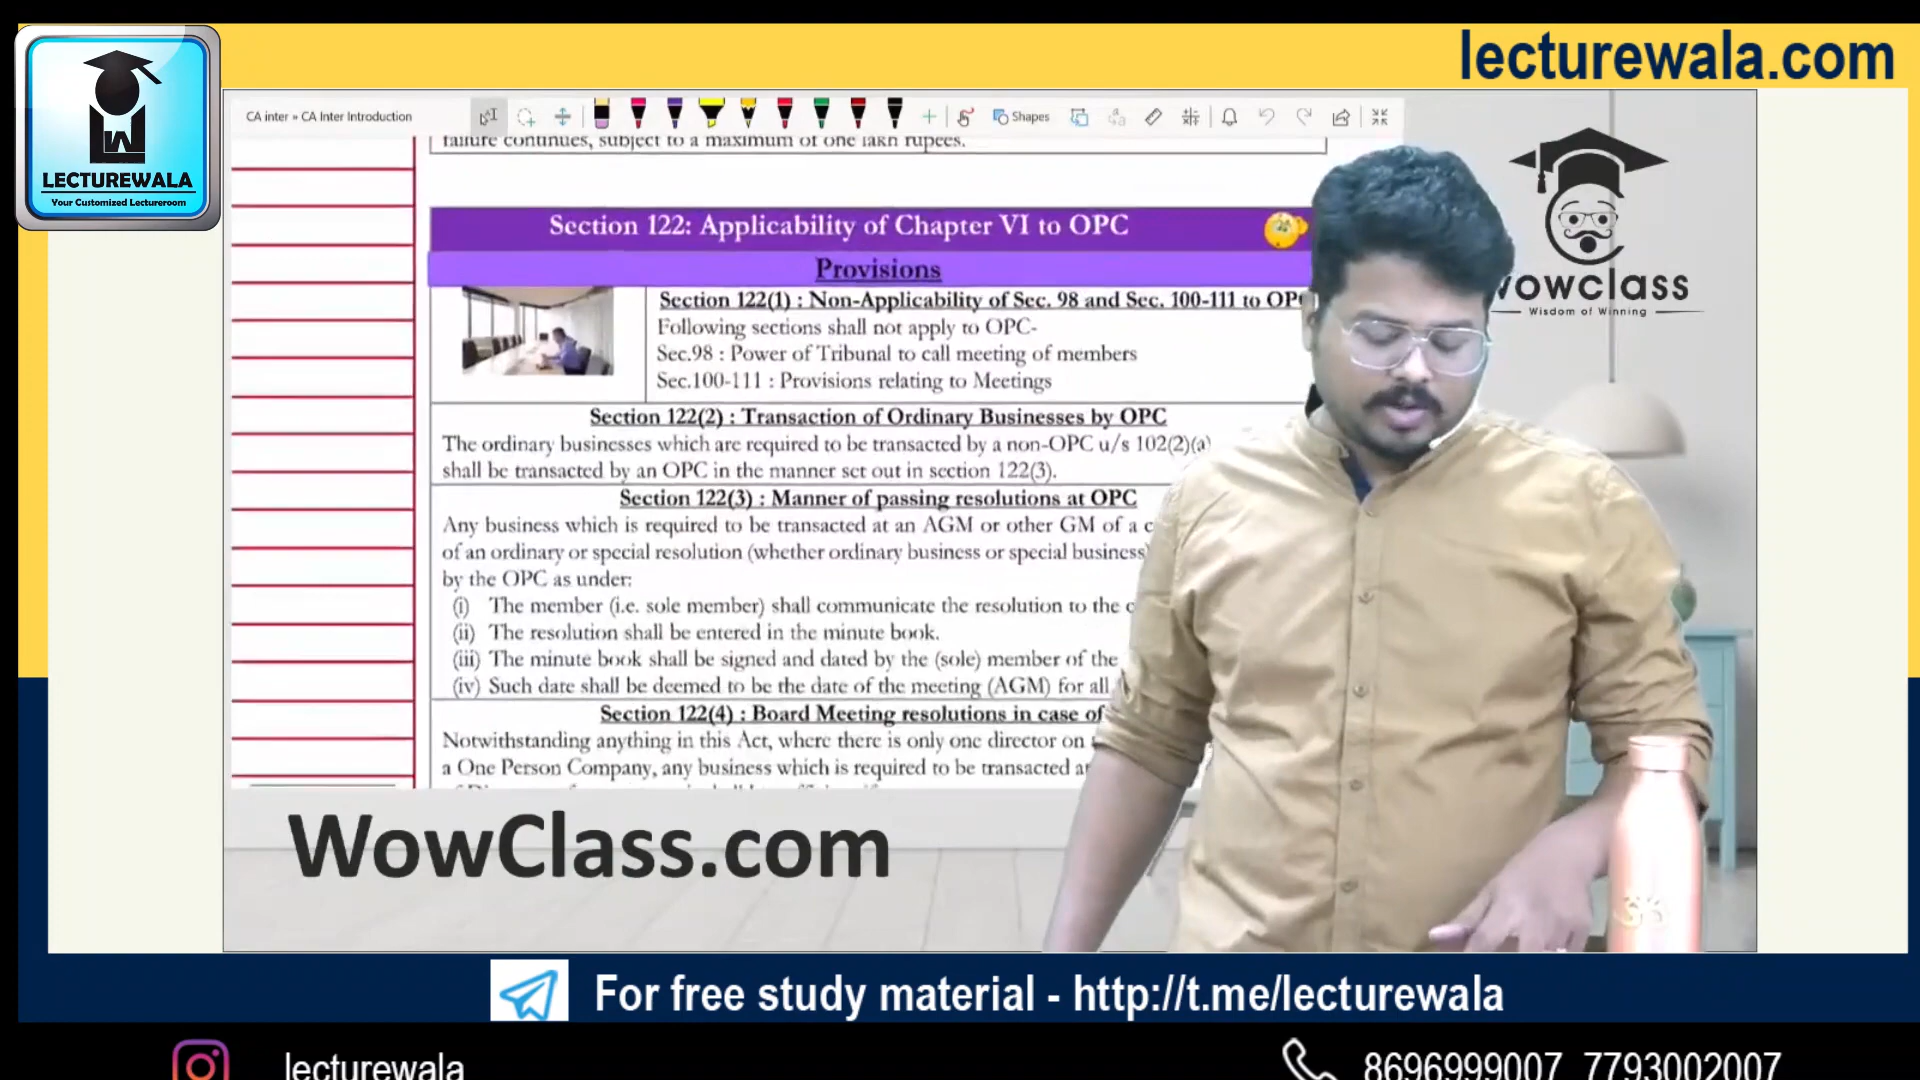 lecturewala.com
LW
LECTUREWALA
Your Customized Lectureroom
CA inter » CA Inter Introduction
Shapes
failure continues, subject to a maximum of one lakh rupees.
Section 122: Applicability of Chapter VI to OPC
Provisions
Section 122(1) : Non-Applicability of Sec. 98 and Sec. 100-111 to OP
Following sections shall not apply to OPC-
Sec.98 : Power of Tribunal to call meeting of members
Sec.100-111 : Provisions relating to Meetings
Section 122(2) : Transaction of Ordinary Businesses by OPC
The ordinary businesses which are required to be transacted by a non-OPC u/s 102(2)(a)
shall be transacted by an OPC in the manner set out in section 122(3).
Section 122(3) : Manner of passing resolutions at OPC
Any business which is required to be transacted at an AGM or other GM of a c
of an ordinary or special resolution (whether ordinary business or special business)
by the OPC as under:
(i) The member (i.e. sole member) shall communicate the resolution to the c
(ii) The resolution shall be entered in the minute book.
(iii) The minute book shall be signed and dated by the (sole) member of the
(iv) Such date shall be deemed to be the date of the meeting (AGM) for all
Section 122(4) : Board Meeting resolutions in case of
Notwithstanding anything in this Act, where there is only one director on
a One Person Company, any business which is required to be transacted a
wowclass
Wisdom of Winning
WowClass.com
For free study material - http://t.me/lecturewala
lecturewala
8696999007 7793002007